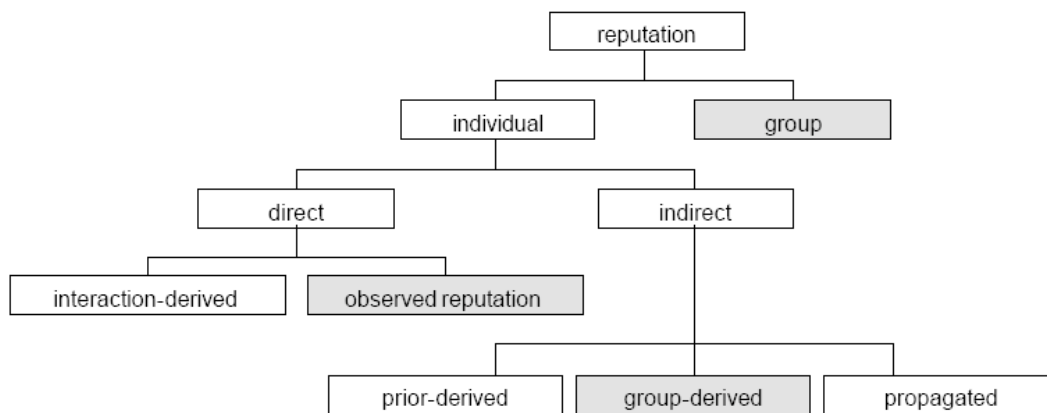 reputation
individual
group
direct
indirect
interaction-derived
observed reputation
prior-derived
group-derived
propagated